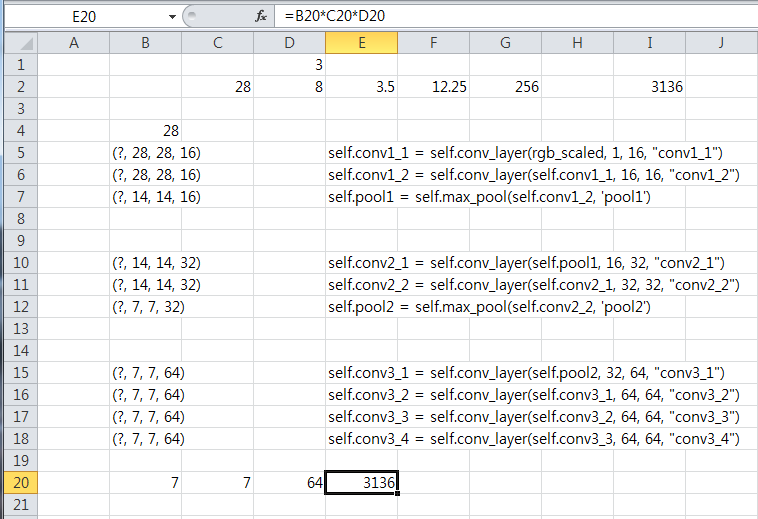 E20 fx =B20*C20*D20
A B C D E F G H I J
1 3
2 28 8 3.5 12.25 256 3136
3
4 28
5 (?, 28, 28, 16) self.conv1_1 = self.conv_layer(rgb_scaled, 1, 16, "conv1_1")
6 (?, 28, 28, 16) self.conv1_2 = self.conv_layer(self.conv1_1, 16, 16, "conv1_2")
7 (?, 14, 14, 16) self.pool1 = self.max_pool(self.conv1_2, 'pool1')
8
9
10 (?, 14, 14, 32) self.conv2_1 = self.conv_layer(self.pool1, 16, 32, "conv2_1")
11 (?, 14, 14, 32) self.conv2_2 = self.conv_layer(self.conv2_1, 32, 32, "conv2_2")
12 (?, 7, 7, 32) self.pool2 = self.max_pool(self.conv2_2, 'pool2')
13
14
15 (?, 7, 7, 64) self.conv3_1 = self.conv_layer(self.pool2, 32, 64, "conv3_1")
16 (?, 7, 7, 64) self.conv3_2 = self.conv_layer(self.conv3_1, 64, 64, "conv3_2")
17 (?, 7, 7, 64) self.conv3_3 = self.conv_layer(self.conv3_2, 64, 64, "conv3_3")
18 (?, 7, 7, 64) self.conv3_4 = self.conv_layer(self.conv3_3, 64, 64, "conv3_4")
19
20 7 7 64 3136
21